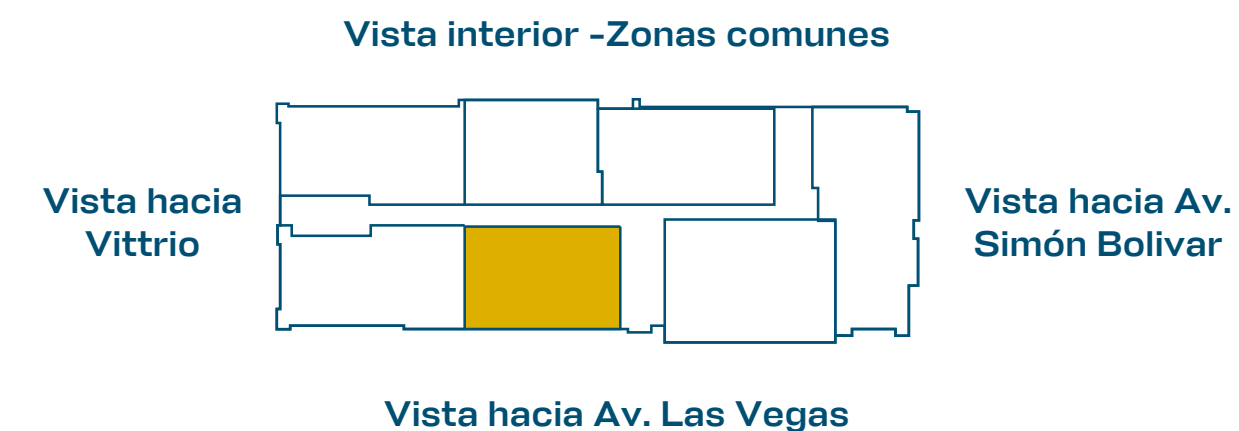 Vista interior -Zonas comunes
Vista hacia
Vittrio
Vista hacia Av.
Simón Bolivar
Vista hacia Av. Las Vegas